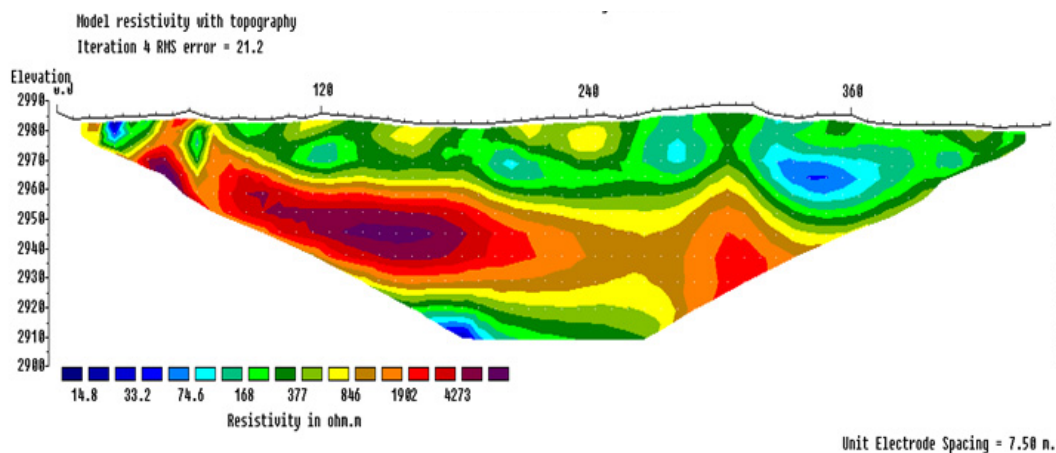 Model resistivity with topography
Iteration 4 RMS error = 21.2
Elevation
0.0 120 240 360
2990
2980
2970
2960
2950
2940
2930
2920
2910
2900
14.8 33.2 74.6 168 377 846 1902 4273
Resistivity in ohm.m
Unit Electrode Spacing = 7.50 m.